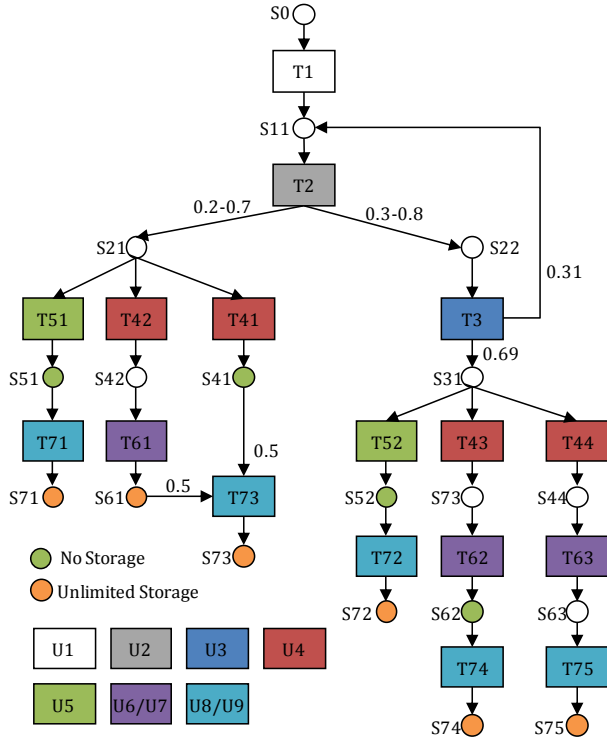 S0
T1
S11
T2
0.2-0.7
0.3-0.8
S21
S22
0.31
T51
T42
T41
T3
0.69
S51
S42
S41
S31
T71
T61
0.5
T52
T43
T44
S71
S61
0.5
T73
S52
S73
S44
S73
T72
T62
T63
No Storage
Unlimited Storage
S72
S62
S63
U1
U2
U3
U4
T74
T75
U5
U6/U7
U8/U9
S74
S75